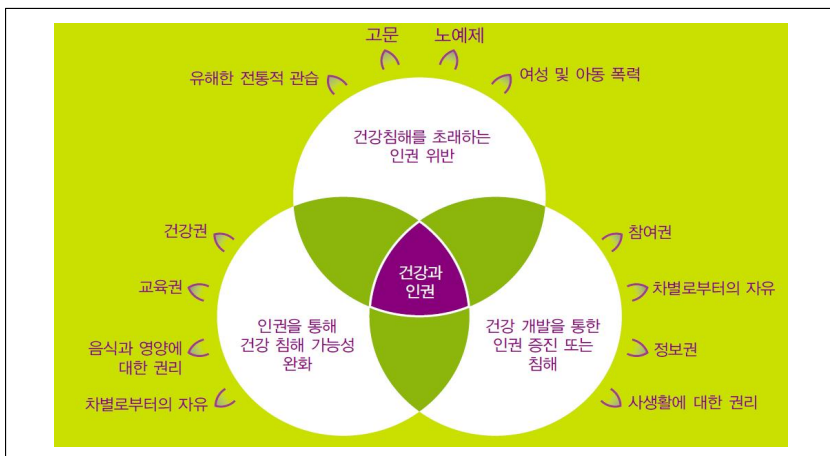 고문
노예제
유해한 전통적 관습
여성 및 아동 폭력
건강침해를 초래하는
인권 위반
건강권
교육권
음식과 영양에
대한 권리
차별로부터의 자유
건강과
인권
인권을 통해
건강 침해 가능성
완화
건강 개발을 통한
인권 증진 또는
침해
참여권
차별로부터의 자유
정보권
사생활에 대한 권리